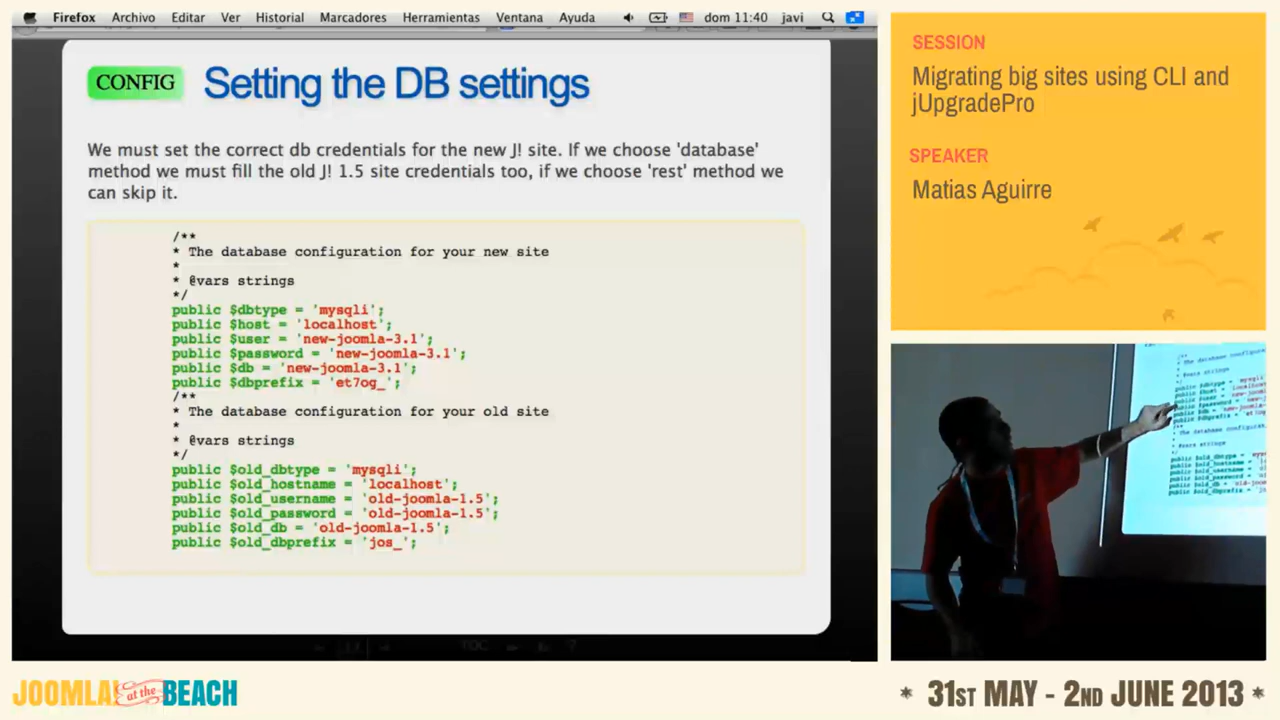 Firefox Archivo Editar Ver Historial Marcadores Herramientas Ventana Ayuda dom 11:40 javi
CONFIG Setting the DB settings
We must set the correct db credentials for the new J! site. If we choose 'database'
method we must fill the old J! 1.5 site credentials too, if we choose 'rest' method we
can skip it.
/**
* The database configuration for your new site
*
* @vars strings
*/
public $dbtype = 'mysqli';
public $host = 'localhost';
public $user = 'new-joomla-3.1';
public $password = 'new-joomla-3.1';
public $db = 'new-joomla-3.1';
public $dbprefix = 'et7og_';
/**
* The database configuration for your old site
*
* @vars strings
*/
public $old_dbtype = 'mysqli';
public $old_hostname = 'localhost';
public $old_username = 'old-joomla-1.5';
public $old_password = 'old-joomla-1.5';
public $old_db = 'old-joomla-1.5';
public $old_dbprefix = 'jos_';
TOC
SESSION
Migrating big sites using CLI and
jUpgradePro
SPEAKER
Matias Aguirre
JOOMLA! at the BEACH
* 31ST MAY - 2ND JUNE 2013 *